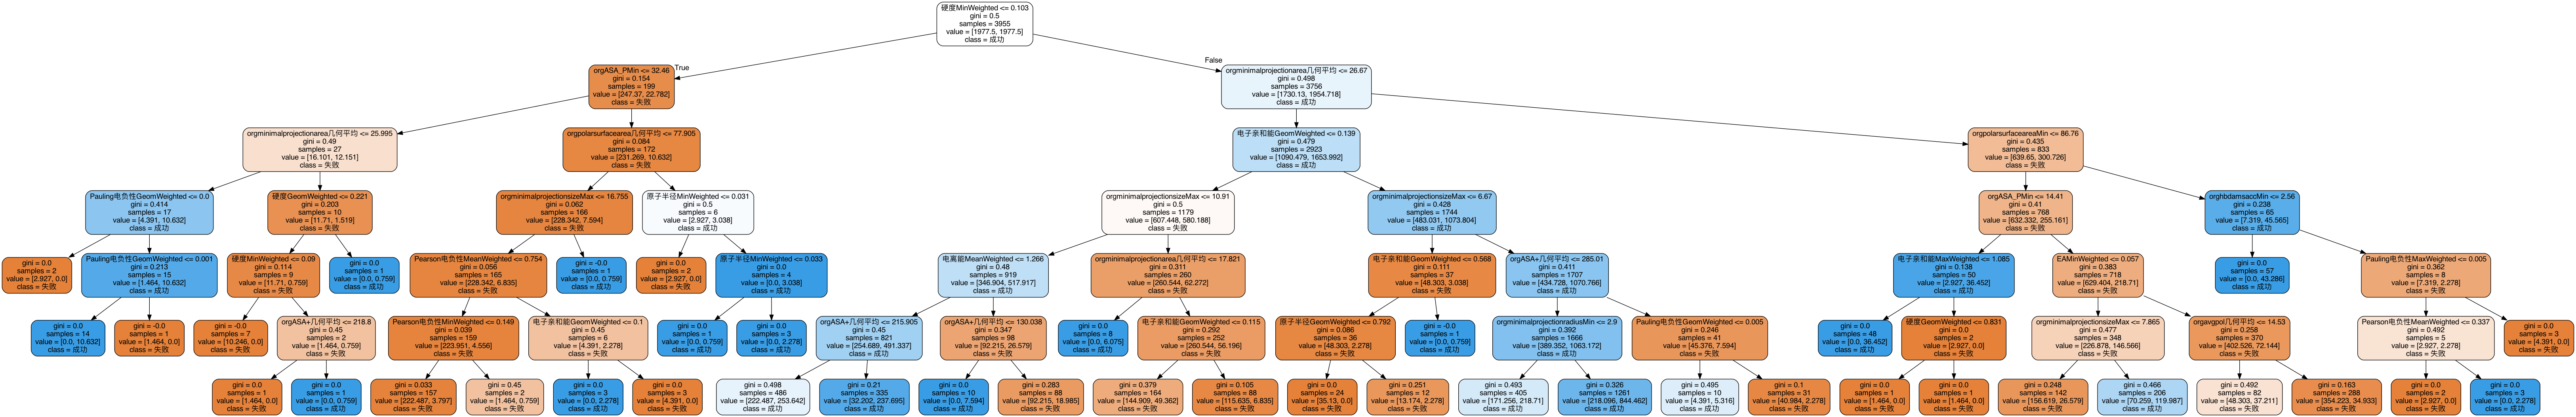 硬度MinWeighted <= 0.103
gini = 0.5
samples = 3955
value = [1977.5, 1977.5]
class = 成功
True
False
orgASA_PMin <= 32.46
gini = 0.154
samples = 199
value = [247.37, 22.782]
class = 失败
orgminimalprojectionarea几何平均 <= 26.67
gini = 0.498
samples = 3756
value = [1730.13, 1954.718]
class = 成功
orgminimalprojectionarea几何平均 <= 25.995
gini = 0.49
samples = 27
value = [16.101, 12.151]
class = 失败
orgpolarsurfacearea几何平均 <= 77.905
gini = 0.084
samples = 172
value = [231.269, 10.632]
class = 失败
电子亲和能GeomWeighted <= 0.139
gini = 0.479
samples = 2923
value = [1090.479, 1653.992]
class = 成功
orgpolarsurfaceareaMin <= 86.76
gini = 0.435
samples = 833
value = [639.65, 300.726]
class = 失败
Pauling电负性GeomWeighted <= 0.0
gini = 0.414
samples = 17
value = [4.391, 10.632]
class = 成功
硬度GeomWeighted <= 0.221
gini = 0.203
samples = 10
value = [11.71, 1.519]
class = 失败
orgminimalprojectionsizeMax <= 16.755
gini = 0.062
samples = 166
value = [228.342, 7.594]
class = 失败
原子半径MinWeighted <= 0.031
gini = 0.5
samples = 6
value = [2.927, 3.038]
class = 成功
orgminimalprojectionsizeMax <= 10.91
gini = 0.5
samples = 1179
value = [607.448, 580.188]
class = 失败
orgminimalprojectionsizeMax <= 6.67
gini = 0.428
samples = 1744
value = [483.031, 1073.804]
class = 成功
orgASA_PMin <= 14.41
gini = 0.41
samples = 768
value = [632.332, 255.161]
class = 失败
orghbdamsaccMin <= 2.56
gini = 0.238
samples = 65
value = [7.319, 45.565]
class = 成功
gini = 0.0
samples = 2
value = [2.927, 0.0]
class = 失败
Pauling电负性GeomWeighted <= 0.001
gini = 0.213
samples = 15
value = [1.464, 10.632]
class = 成功
硬度MinWeighted <= 0.09
gini = 0.114
samples = 9
value = [11.71, 0.759]
class = 失败
gini = 0.0
samples = 1
value = [0.0, 0.759]
class = 成功
Pearson电负性MeanWeighted <= 0.754
gini = 0.056
samples = 165
value = [228.342, 6.835]
class = 失败
gini = -0.0
samples = 1
value = [0.0, 0.759]
class = 成功
gini = 0.0
samples = 2
value = [2.927, 0.0]
class = 失败
原子半径MinWeighted <= 0.033
gini = 0.0
samples = 4
value = [0.0, 3.038]
class = 成功
电离能MeanWeighted <= 1.266
gini = 0.48
samples = 919
value = [346.904, 517.917]
class = 成功
orgminimalprojectionarea几何平均 <= 17.821
gini = 0.311
samples = 260
value = [260.544, 62.272]
class = 失败
电子亲和能GeomWeighted <= 0.568
gini = 0.111
samples = 37
value = [48.303, 3.038]
class = 失败
orgASA+几何平均 <= 285.01
gini = 0.411
samples = 1707
value = [434.728, 1070.766]
class = 成功
电子亲和能MaxWeighted <= 1.085
gini = 0.138
samples = 50
value = [2.927, 36.452]
class = 成功
EAMinWeighted <= 0.057
gini = 0.383
samples = 718
value = [629.404, 218.71]
class = 失败
gini = 0.0
samples = 57
value = [0.0, 43.286]
class = 成功
Pauling电负性MaxWeighted <= 0.005
gini = 0.362
samples = 8
value = [7.319, 2.278]
class = 失败
gini = 0.0
samples = 14
value = [0.0, 10.632]
class = 成功
gini = -0.0
samples = 1
value = [1.464, 0.0]
class = 失败
gini = -0.0
samples = 7
value = [10.246, 0.0]
class = 失败
orgASA+几何平均 <= 218.8
gini = 0.45
samples = 2
value = [1.464, 0.759]
class = 失败
Pearson电负性MinWeighted <= 0.149
gini = 0.039
samples = 159
value = [223.951, 4.556]
class = 失败
电子亲和能GeomWeighted <= 0.1
gini = 0.45
samples = 6
value = [4.391, 2.278]
class = 失败
gini = 0.0
samples = 1
value = [0.0, 0.759]
class = 成功
gini = 0.0
samples = 3
value = [0.0, 2.278]
class = 成功
orgASA+几何平均 <= 215.905
gini = 0.45
samples = 821
value = [254.689, 491.337]
class = 成功
orgASA+几何平均 <= 130.038
gini = 0.347
samples = 98
value = [92.215, 26.579]
class = 失败
gini = 0.0
samples = 8
value = [0.0, 6.075]
class = 成功
电子亲和能GeomWeighted <= 0.115
gini = 0.292
samples = 252
value = [260.544, 56.196]
class = 失败
原子半径GeomWeighted <= 0.792
gini = 0.086
samples = 36
value = [48.303, 2.278]
class = 失败
gini = -0.0
samples = 1
value = [0.0, 0.759]
class = 成功
orgminimalprojectionradiusMin <= 2.9
gini = 0.392
samples = 1666
value = [389.352, 1063.172]
class = 成功
Pauling电负性GeomWeighted <= 0.005
gini = 0.246
samples = 41
value = [45.376, 7.594]
class = 失败
gini = 0.0
samples = 48
value = [0.0, 36.452]
class = 成功
硬度GeomWeighted <= 0.831
gini = 0.0
samples = 2
value = [2.927, 0.0]
class = 失败
orgminimalprojectionsizeMax <= 7.865
gini = 0.477
samples = 348
value = [226.878, 146.566]
class = 失败
orgavgpol几何平均 <= 14.53
gini = 0.258
samples = 370
value = [402.526, 72.144]
class = 失败
Pearson电负性MeanWeighted <= 0.337
gini = 0.492
samples = 5
value = [2.927, 2.278]
class = 失败
gini = 0.0
samples = 3
value = [4.391, 0.0]
class = 失败
gini = 0.0
samples = 1
value = [1.464, 0.0]
class = 失败
gini = 0.0
samples = 1
value = [0.0, 0.759]
class = 成功
gini = 0.033
samples = 157
value = [222.487, 3.797]
class = 失败
gini = 0.45
samples = 2
value = [1.464, 0.759]
class = 失败
gini = 0.0
samples = 3
value = [0.0, 2.278]
class = 成功
gini = 0.0
samples = 3
value = [4.391, 0.0]
class = 失败
gini = 0.498
samples = 486
value = [222.487, 253.642]
class = 成功
gini = 0.21
samples = 335
value = [32.202, 237.695]
class = 成功
gini = 0.0
samples = 10
value = [0.0, 7.594]
class = 成功
gini = 0.283
samples = 88
value = [92.215, 18.985]
class = 失败
gini = 0.379
samples = 164
value = [144.909, 49.362]
class = 失败
gini = 0.105
samples = 88
value = [115.635, 6.835]
class = 失败
gini = 0.0
samples = 24
value = [35.13, 0.0]
class = 失败
gini = 0.251
samples = 12
value = [13.174, 2.278]
class = 失败
gini = 0.493
samples = 405
value = [171.256, 218.71]
class = 成功
gini = 0.326
samples = 1261
value = [218.096, 844.462]
class = 成功
gini = 0.495
samples = 10
value = [4.391, 5.316]
class = 成功
gini = 0.1
samples = 31
value = [40.984, 2.278]
class = 失败
gini = 0.0
samples = 1
value = [1.464, 0.0]
class = 失败
gini = 0.0
samples = 1
value = [1.464, 0.0]
class = 失败
gini = 0.248
samples = 142
value = [156.619, 26.579]
class = 失败
gini = 0.466
samples = 206
value = [70.259, 119.987]
class = 成功
gini = 0.492
samples = 82
value = [48.303, 37.211]
class = 失败
gini = 0.163
samples = 288
value = [354.223, 34.933]
class = 失败
gini = 0.0
samples = 2
value = [2.927, 0.0]
class = 失败
gini = 0.0
samples = 3
value = [0.0, 2.278]
class = 成功